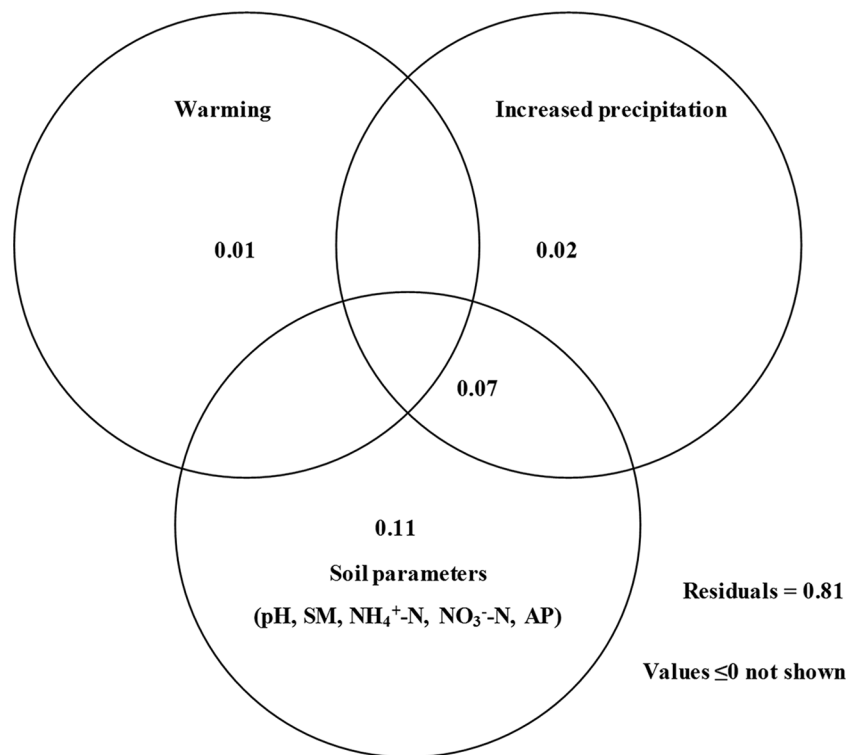 Warming
Increased precipitation
0.01
0.02
0.07
0.11
Soil parameters
(pH, SM, NH₄⁺-N, NO₃⁻-N, AP)
Residuals = 0.81
Values ≤0 not shown